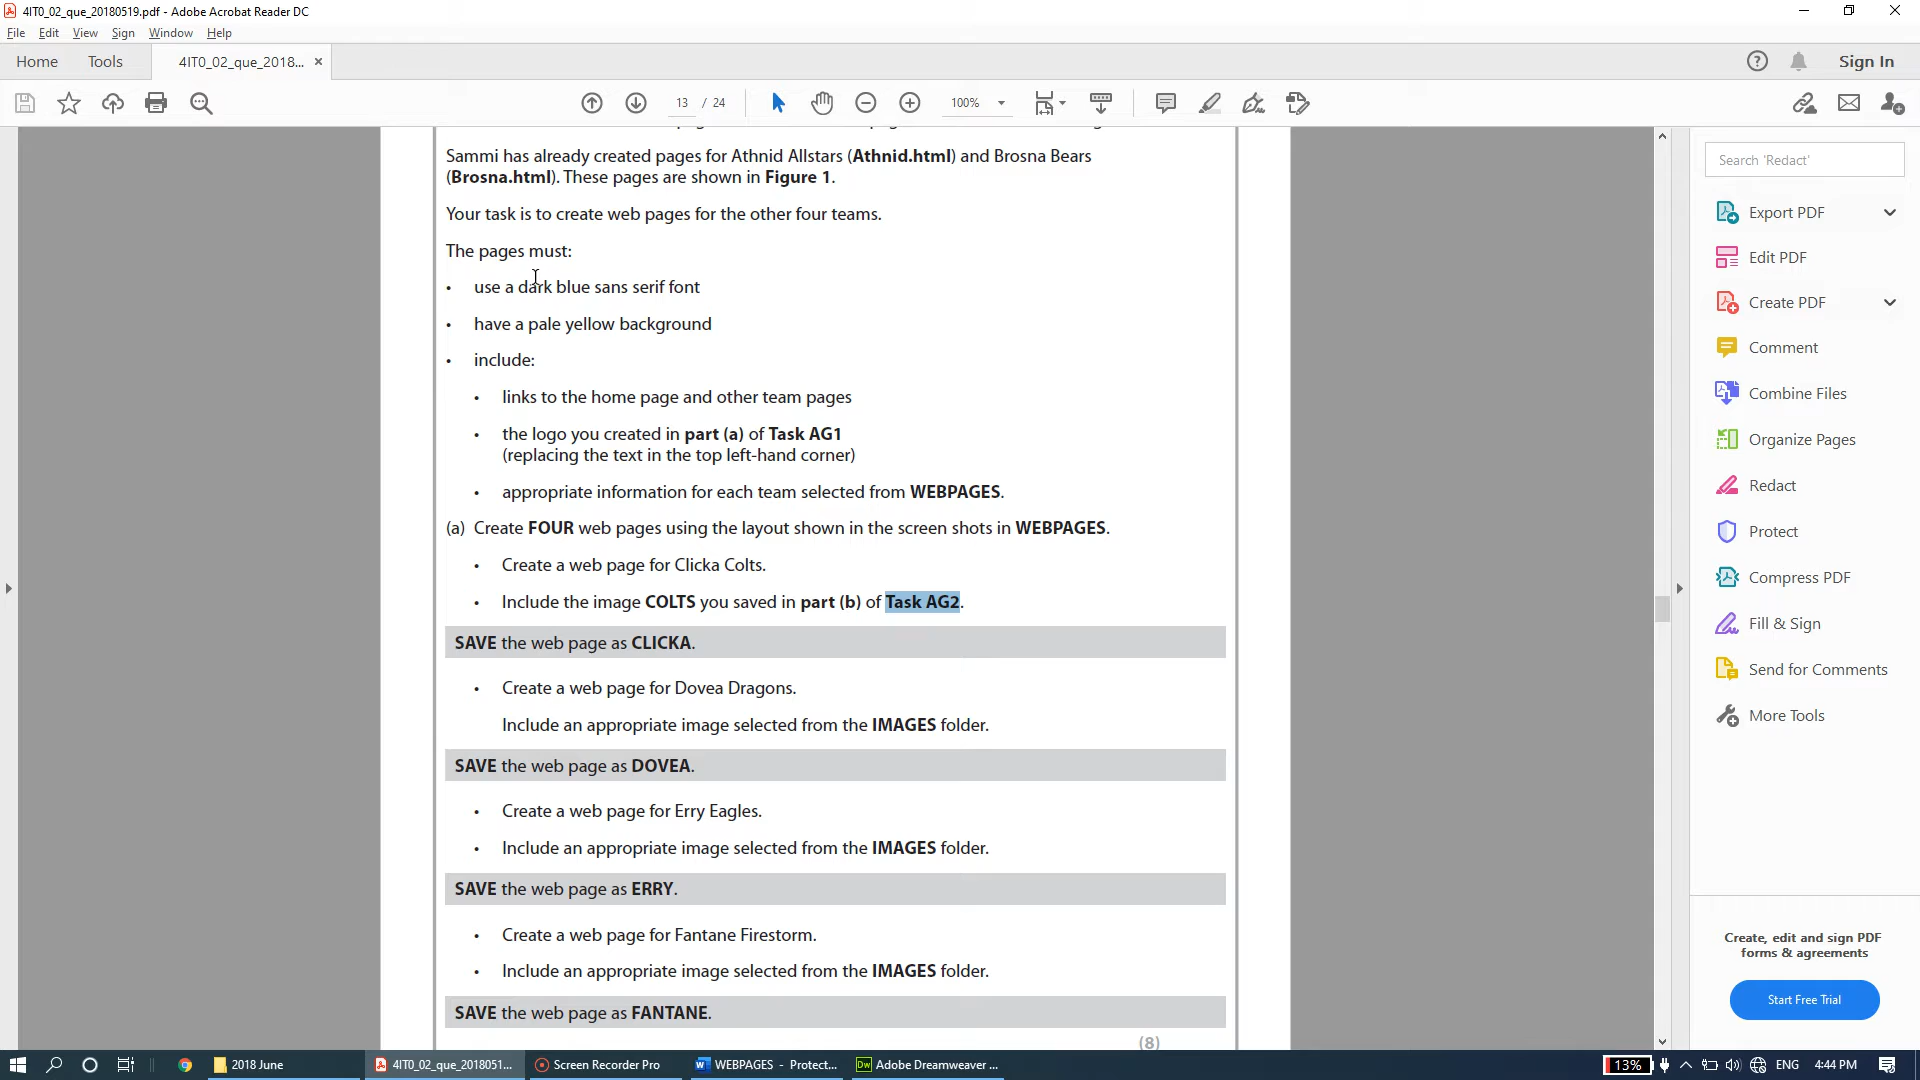 4IT0_02_que_20180519.pdf - Adobe Acrobat Reader DC
File Edit View Sign Window Help
Home Tools 4IT0_02_que_2018... × Sign In
13 / 24 100%
Sammi has already created pages for Athnid Allstars (Athnid.html) and Brosna Bears
(Brosna.html). These pages are shown in Figure 1.
Your task is to create web pages for the other four teams.
The pages must:
• use a dark blue sans serif font
• have a pale yellow background
• include:
• links to the home page and other team pages
• the logo you created in part (a) of Task AG1
(replacing the text in the top left-hand corner)
• appropriate information for each team selected from WEBPAGES.
(a) Create FOUR web pages using the layout shown in the screen shots in WEBPAGES.
• Create a web page for Clicka Colts.
• Include the image COLTS you saved in part (b) of Task AG2.
SAVE the web page as CLICKA.
• Create a web page for Dovea Dragons.
Include an appropriate image selected from the IMAGES folder.
SAVE the web page as DOVEA.
• Create a web page for Erry Eagles.
• Include an appropriate image selected from the IMAGES folder.
SAVE the web page as ERRY.
• Create a web page for Fantane Firestorm.
• Include an appropriate image selected from the IMAGES folder.
SAVE the web page as FANTANE.
(8)
Search 'Redact'
Export PDF
Edit PDF
Create PDF
Comment
Combine Files
Organize Pages
Redact
Protect
Compress PDF
Fill & Sign
Send for Comments
More Tools
Create, edit and sign PDF
forms & agreements
Start Free Trial
2018 June 4IT0_02_que_2018051... Screen Recorder Pro WEBPAGES - Protect... Dw Adobe Dreamweaver ... 13% ENG 4:44 PM